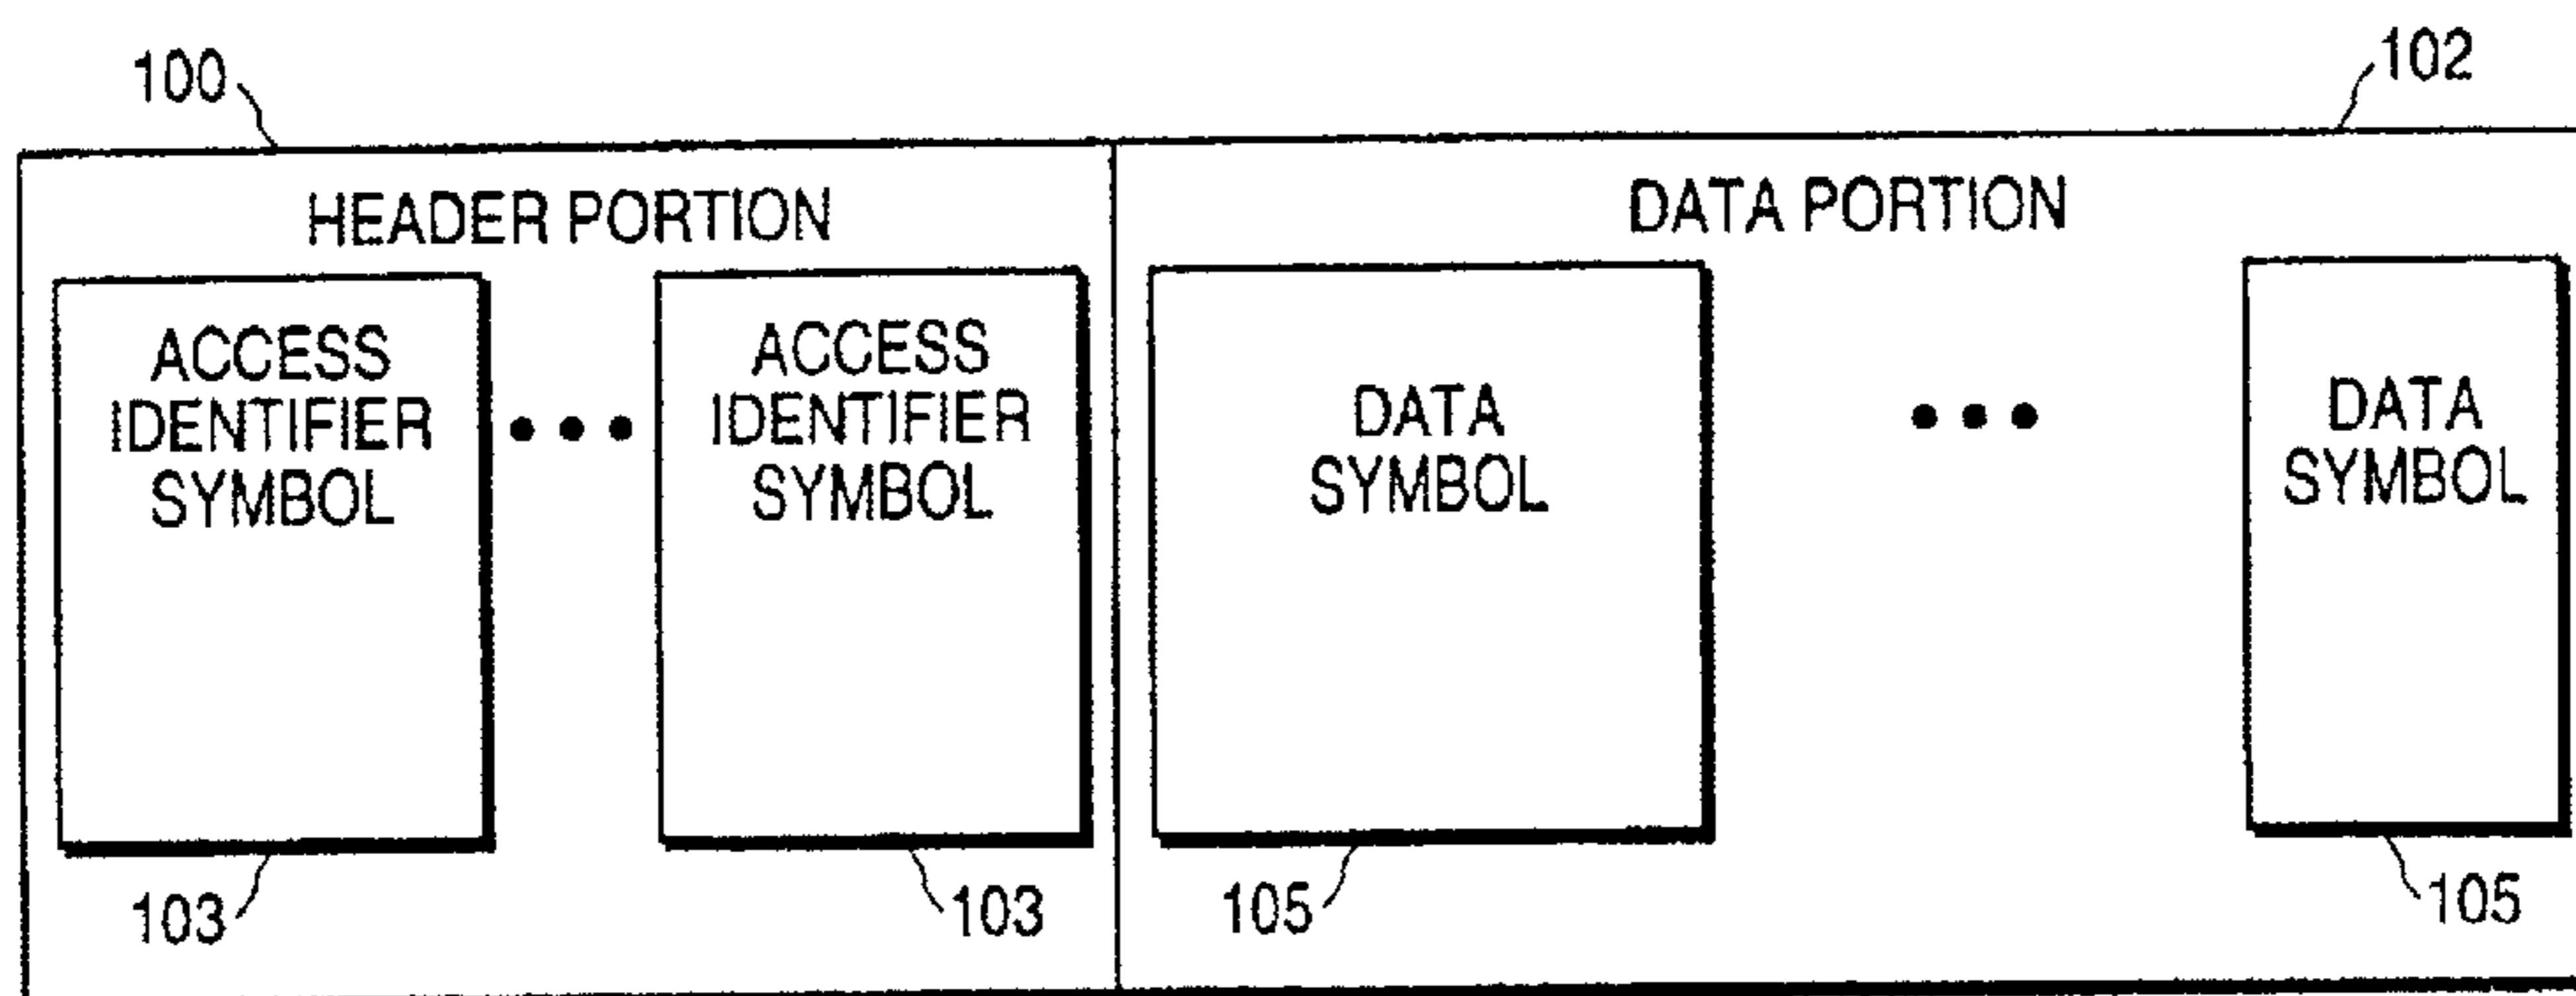 100
102
HEADER PORTION
DATA PORTION
ACCESS
IDENTIFIER
SYMBOL
ACCESS
IDENTIFIER
SYMBOL
DATA
SYMBOL
DATA
SYMBOL
103
103
105
105